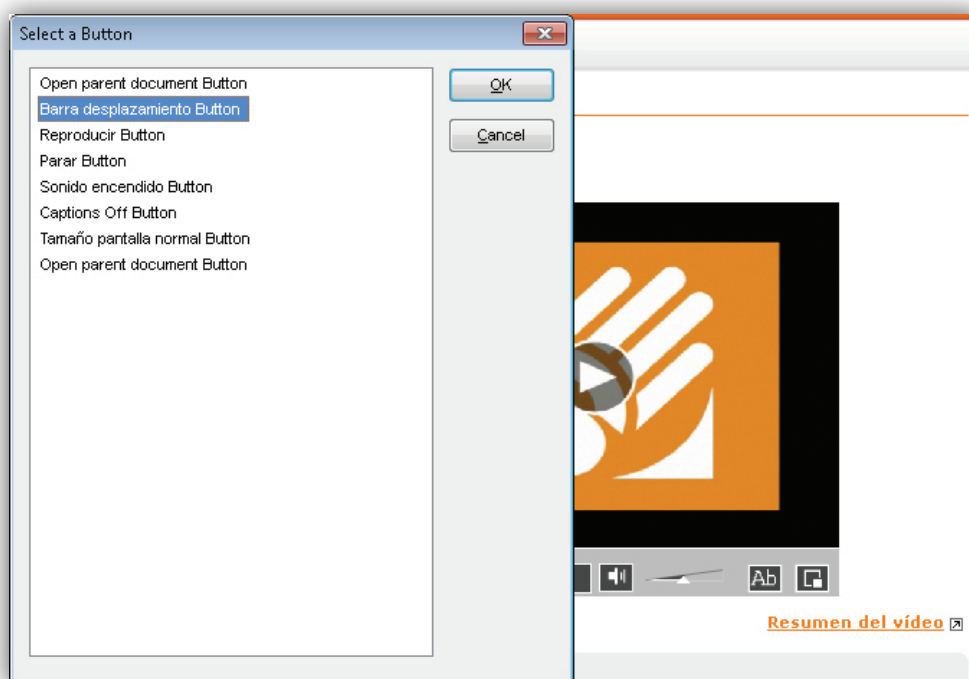 Select a Button
Open parent document Button
Barra desplazamiento Button
Reproducir Button
Parar Button
Sonido encendido Button
Captions Off Button
Tamaño pantalla normal Button
Open parent document Button
OK
Cancel
Ab
Resumen del vídeo